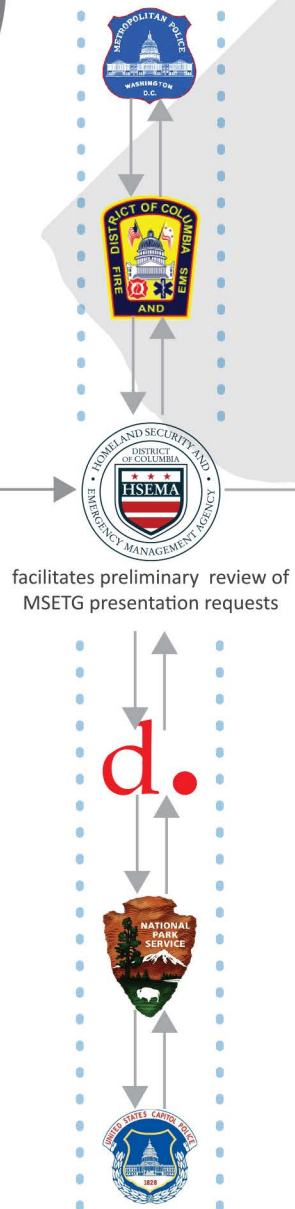 METROPOLITAN POLICE
WASHINGTON
D.C.
DISTRICT OF COLUMBIA
FIRE
EMS
AND
HOMELAND SECURITY AND
DISTRICT
OF COLUMBIA
HSEMA
EMERGENCY MANAGEMENT AGENCY
facilitates preliminary review of
MSETG presentation requests
d.
NATIONAL
PARK
SERVICE
UNITED STATES CAPITOL POLICE
1828